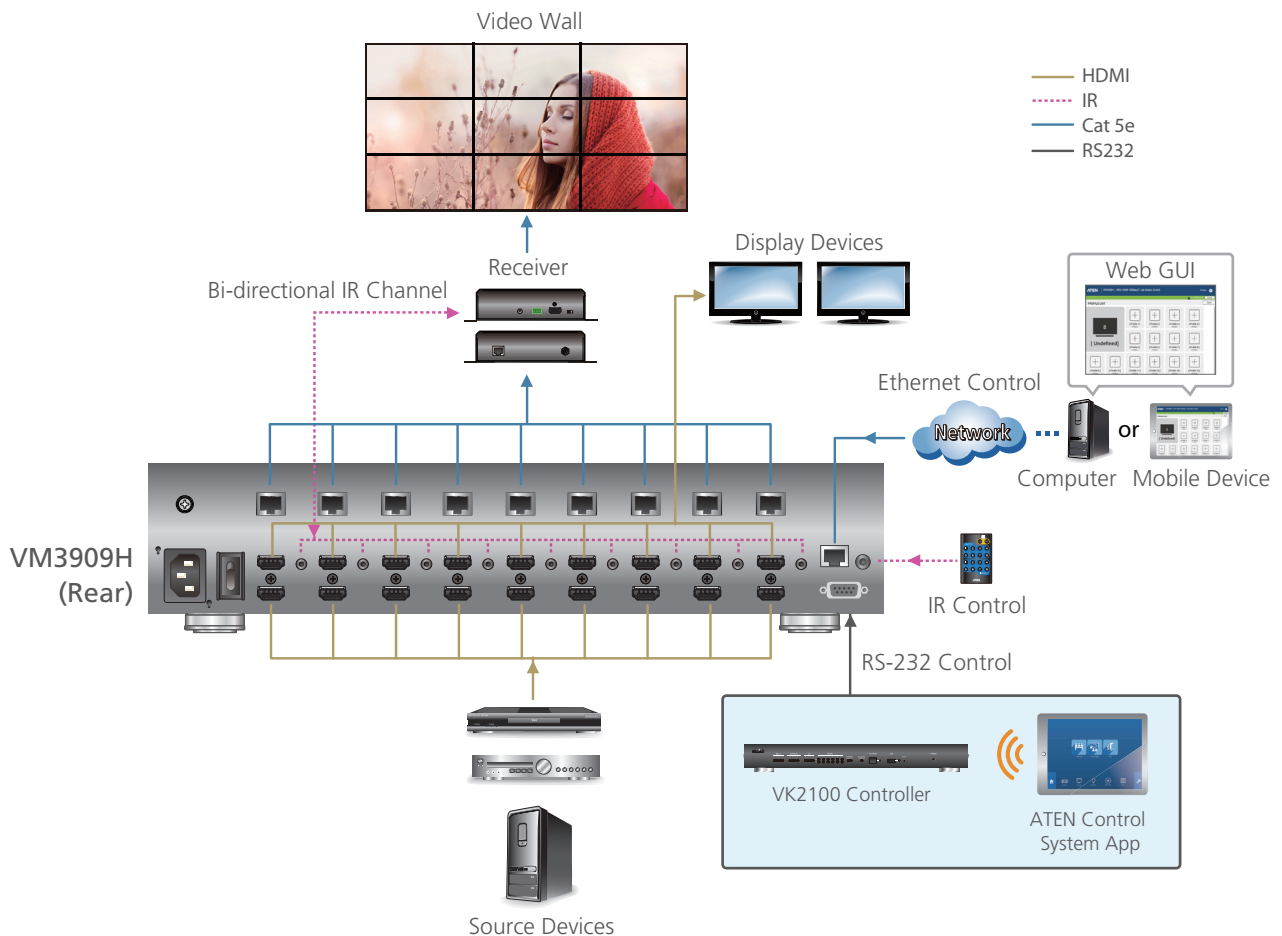 Video Wall
HDMI
IR
Cat 5e
RS232
Display Devices
Receiver
Bi-directional IR Channel
Web GUI
ATEN
[ Undefined]
Ethernet Control
Network
or
Computer
Mobile Device
VM3909H
(Rear)
IR Control
RS-232 Control
VK2100 Controller
ATEN Control
System App
Source Devices